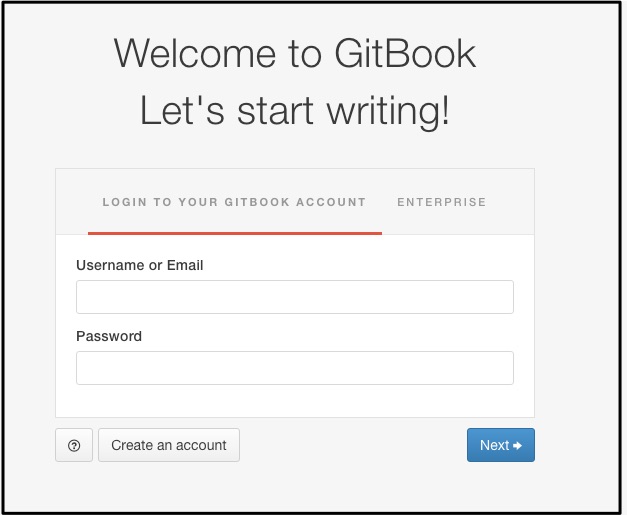 Welcome to GitBook
Let's start writing!
LOGIN TO YOUR GITBOOK ACCOUNT ENTERPRISE
Username or Email
Password
? Create an account Next